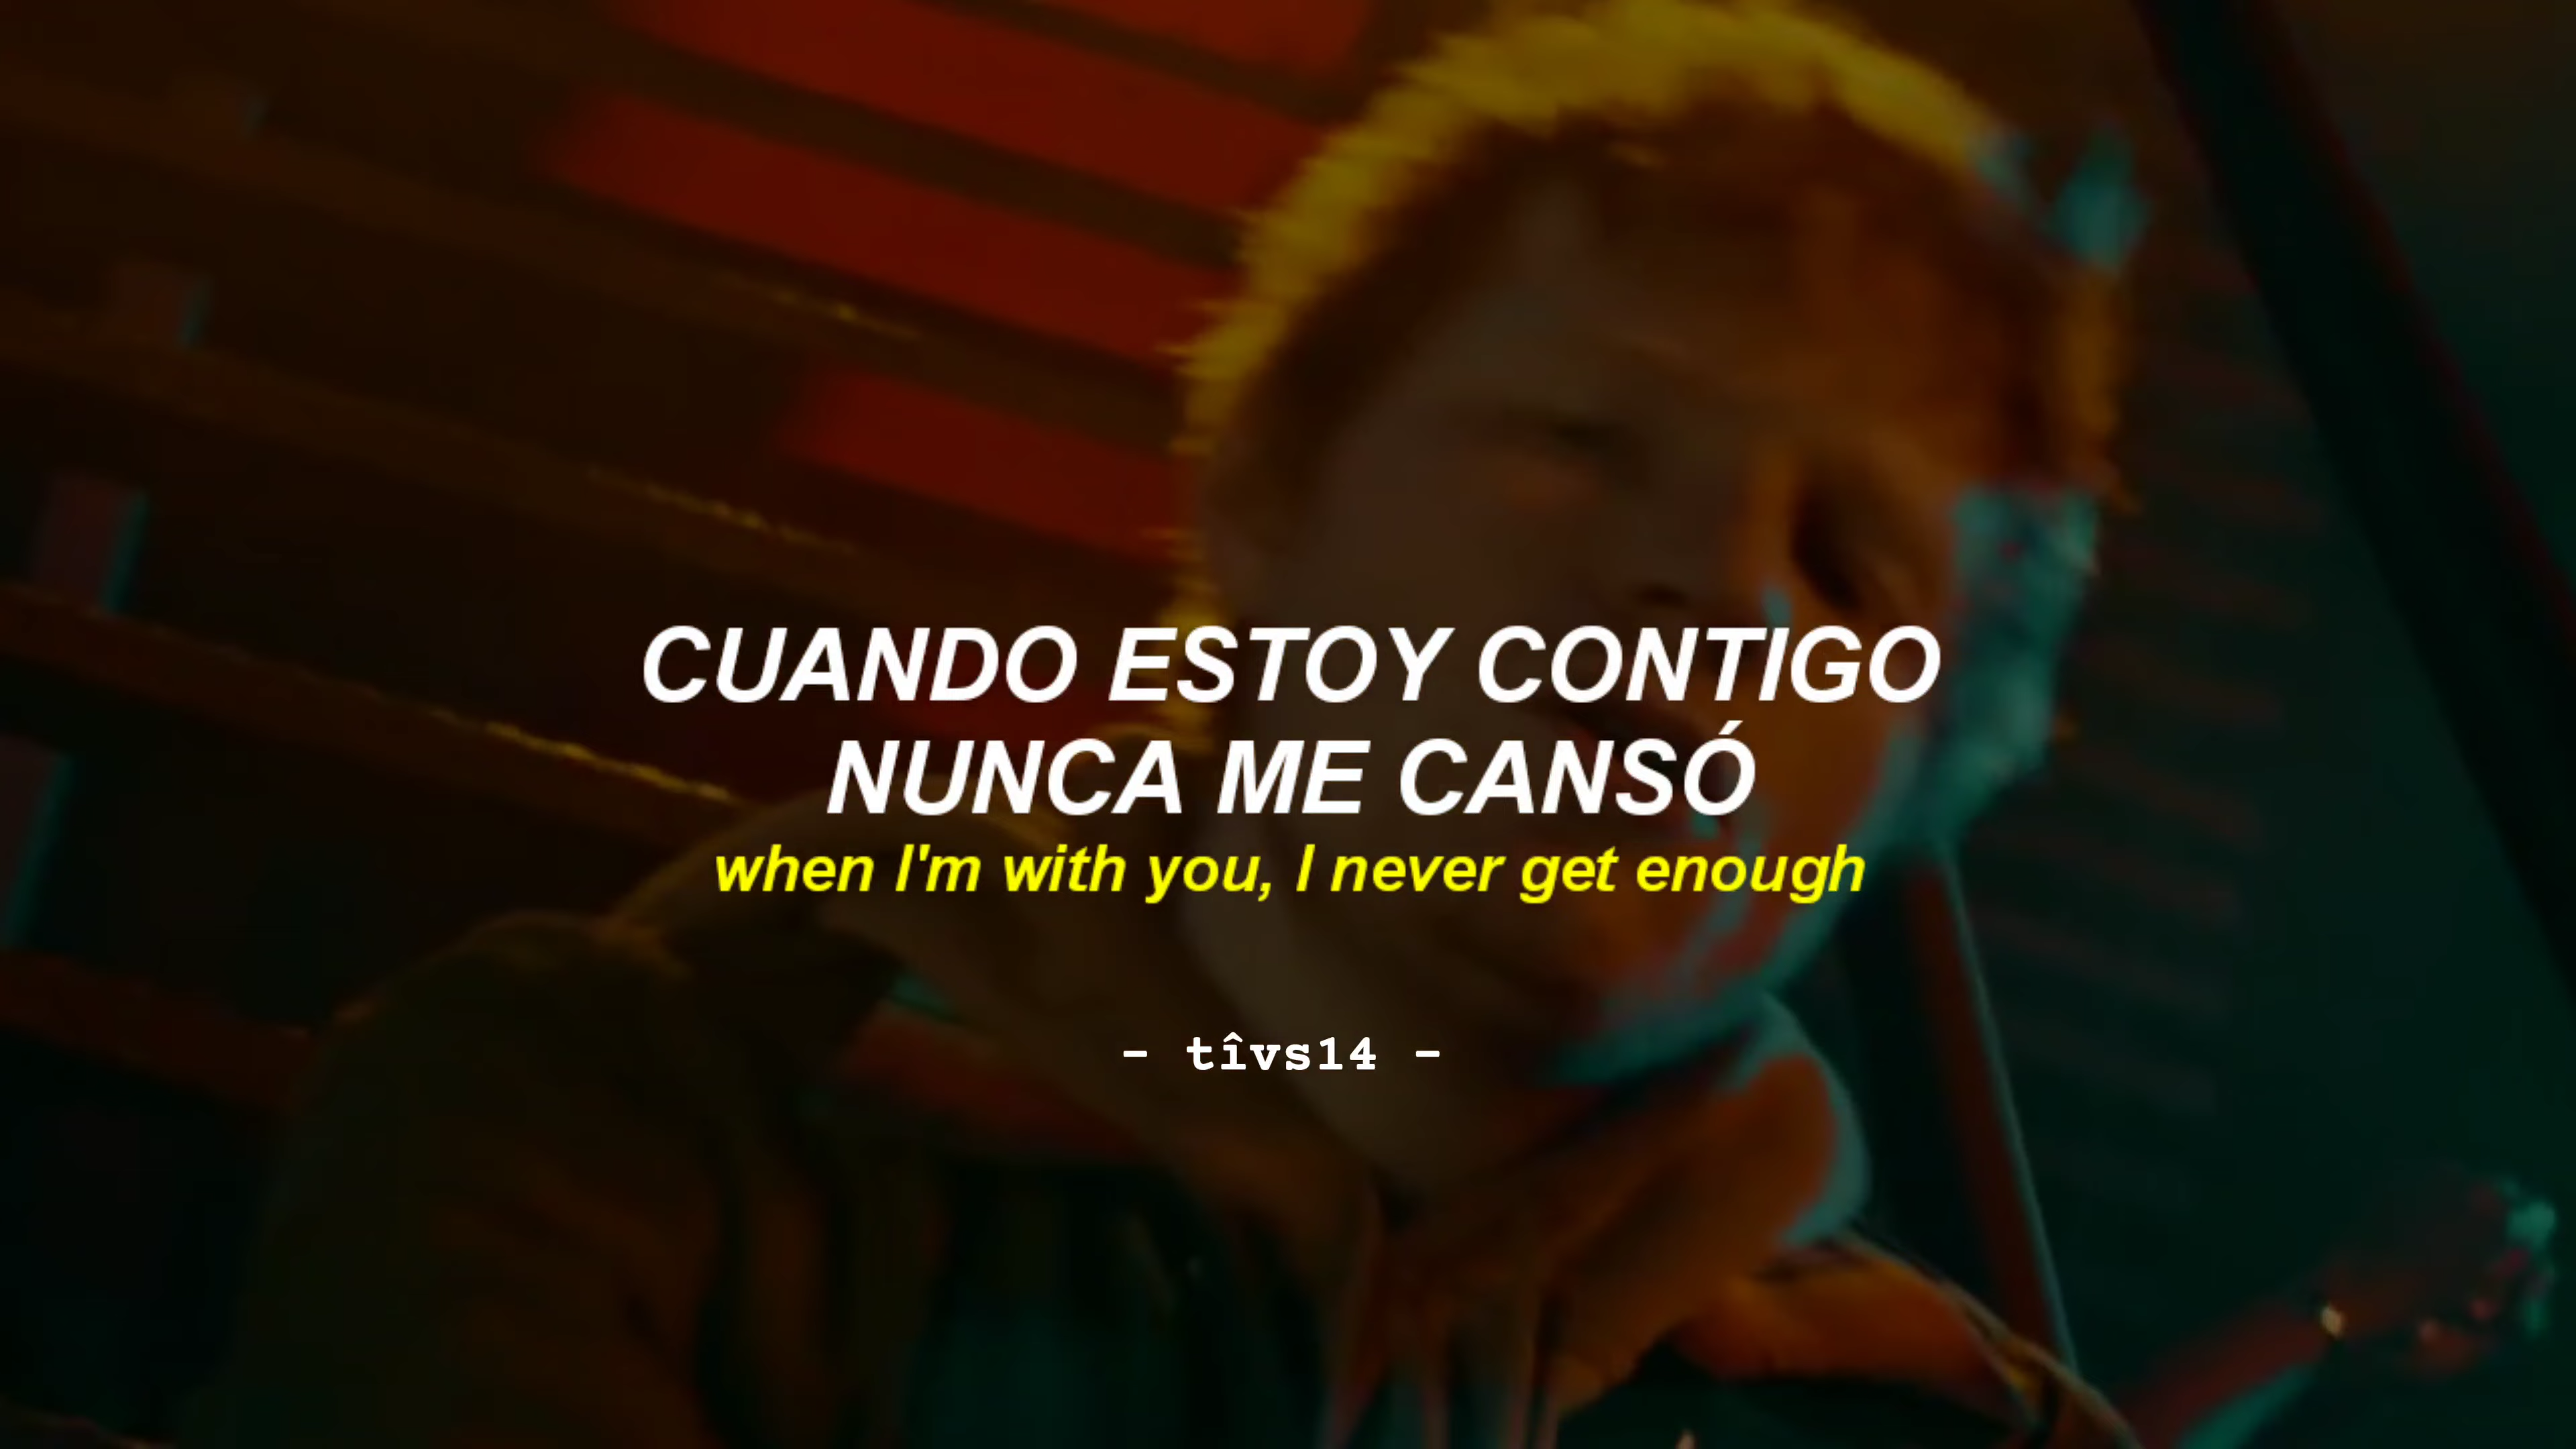 CUANDO ESTOY CONTIGO
NUNCA ME CANSÓ
when I'm with you, I never get enough
- tîvs14 -